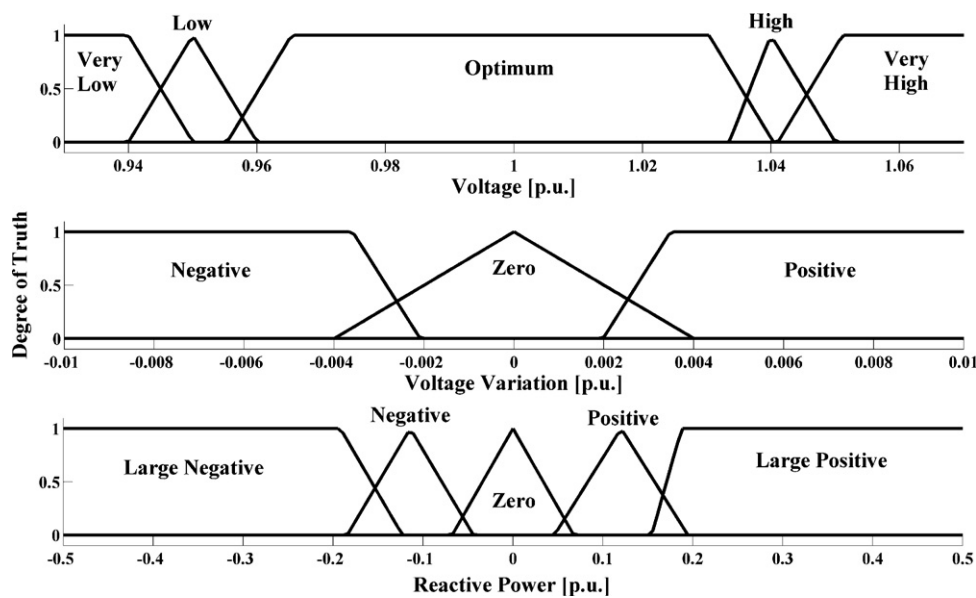 Low
High
1
Very
Low
Optimum
Very
High
0.5
0
0.94
0.96
0.98
1
1.02
1.04
1.06
Voltage [p.u.]
Degree of Truth
1
Negative
Zero
Positive
0.5
0
-0.01
-0.008
-0.006
-0.004
-0.002
0
0.002
0.004
0.006
0.008
0.01
Voltage Variation [p.u.]
Negative
Positive
1
Large Negative
Zero
Large Positive
0.5
0
-0.5
-0.4
-0.3
-0.2
-0.1
0
0.1
0.2
0.3
0.4
0.5
Reactive Power [p.u.]